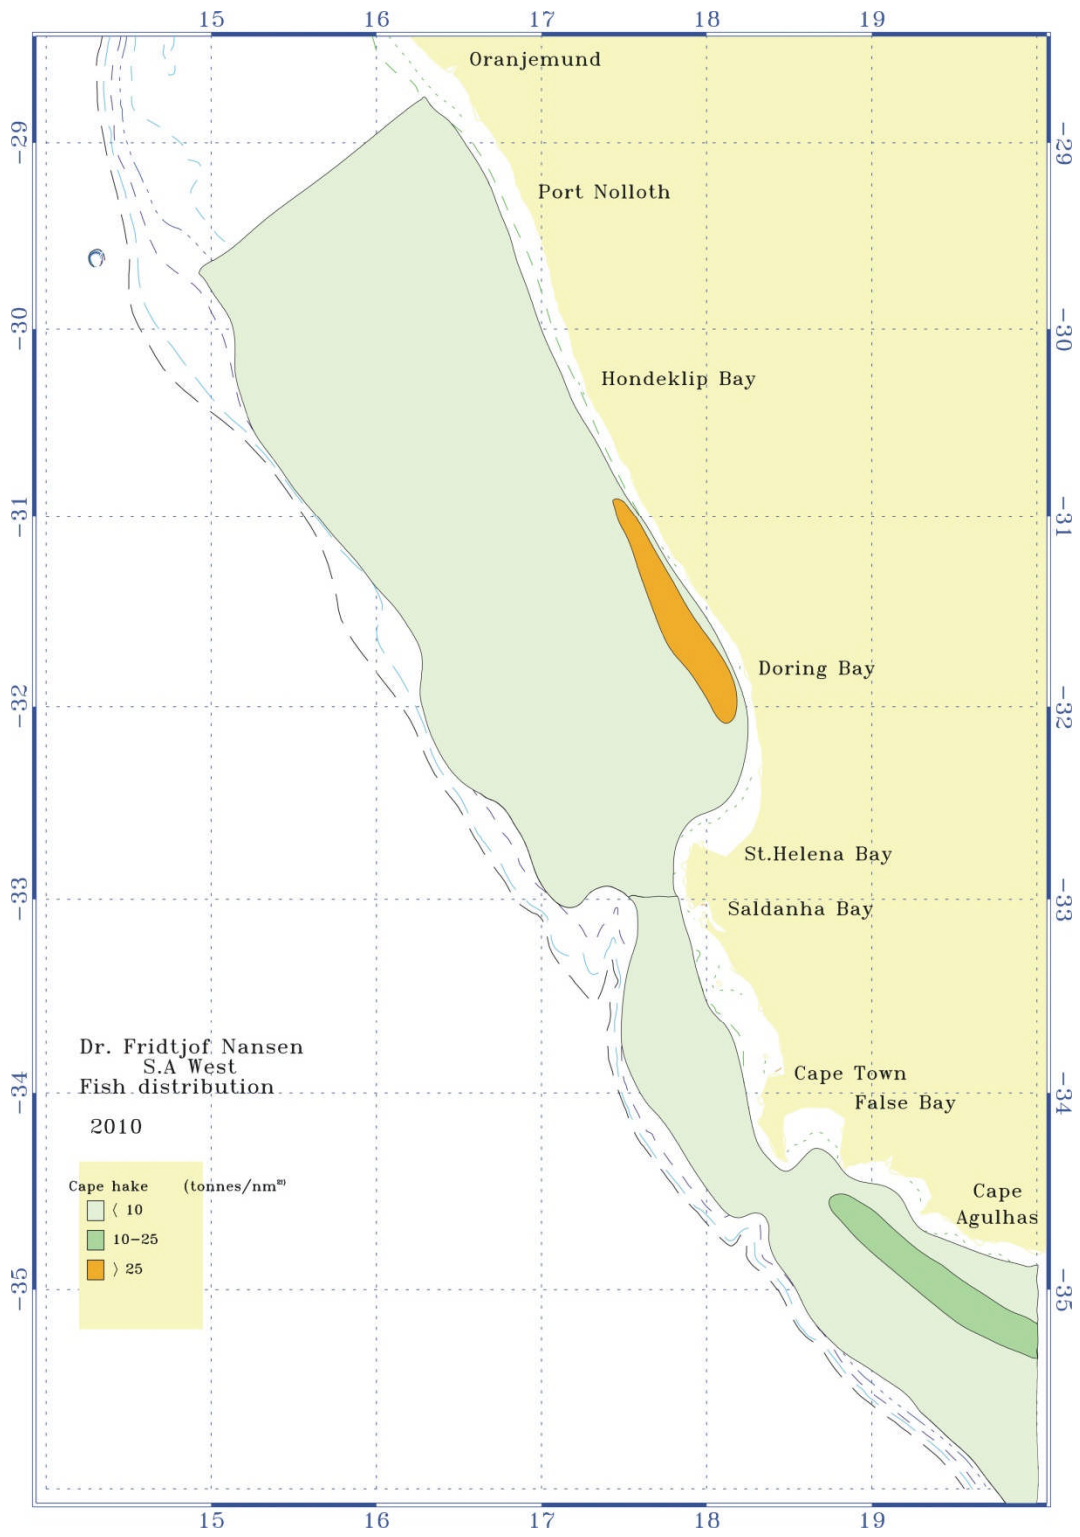 15 16 17 18 19
Oranjemund
-29 -29
Port Nolloth
-30 -30
Hondeklip Bay
-31 -31
Doring Bay
-32 -32
St.Helena Bay
-33 -33
Saldanha Bay
Dr. Fridtjof Nansen
S.A West
Fish distribution
2010
Cape Town
-34 -34
False Bay
Cape hake (tonnes/nm²⁾)
⟨ 10
10-25
⟩ 25
Cape
Agulhas
-35 -35
15 16 17 18 19